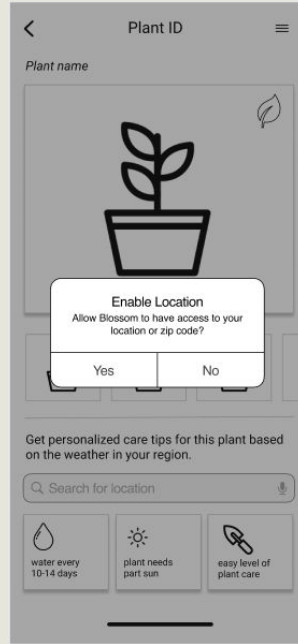 Plant ID
Plant name
Enable Location
Allow Blossom to have access to your
location or zip code?
Yes
No
Get personalized care tips for this plant based
on the weather in your region.
Search for location
water every
10-14 days
plant needs
part sun
easy level of
plant care